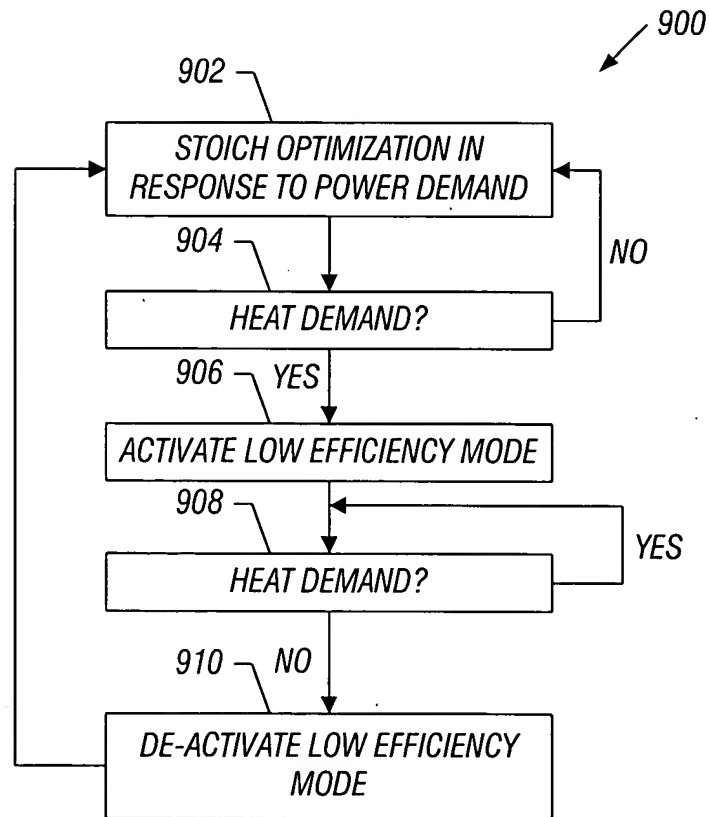 900
902
STOICH OPTIMIZATION IN
RESPONSE TO POWER DEMAND
904
NO
HEAT DEMAND?
906
YES
ACTIVATE LOW EFFICIENCY MODE
908
YES
HEAT DEMAND?
910
NO
DE-ACTIVATE LOW EFFICIENCY
MODE